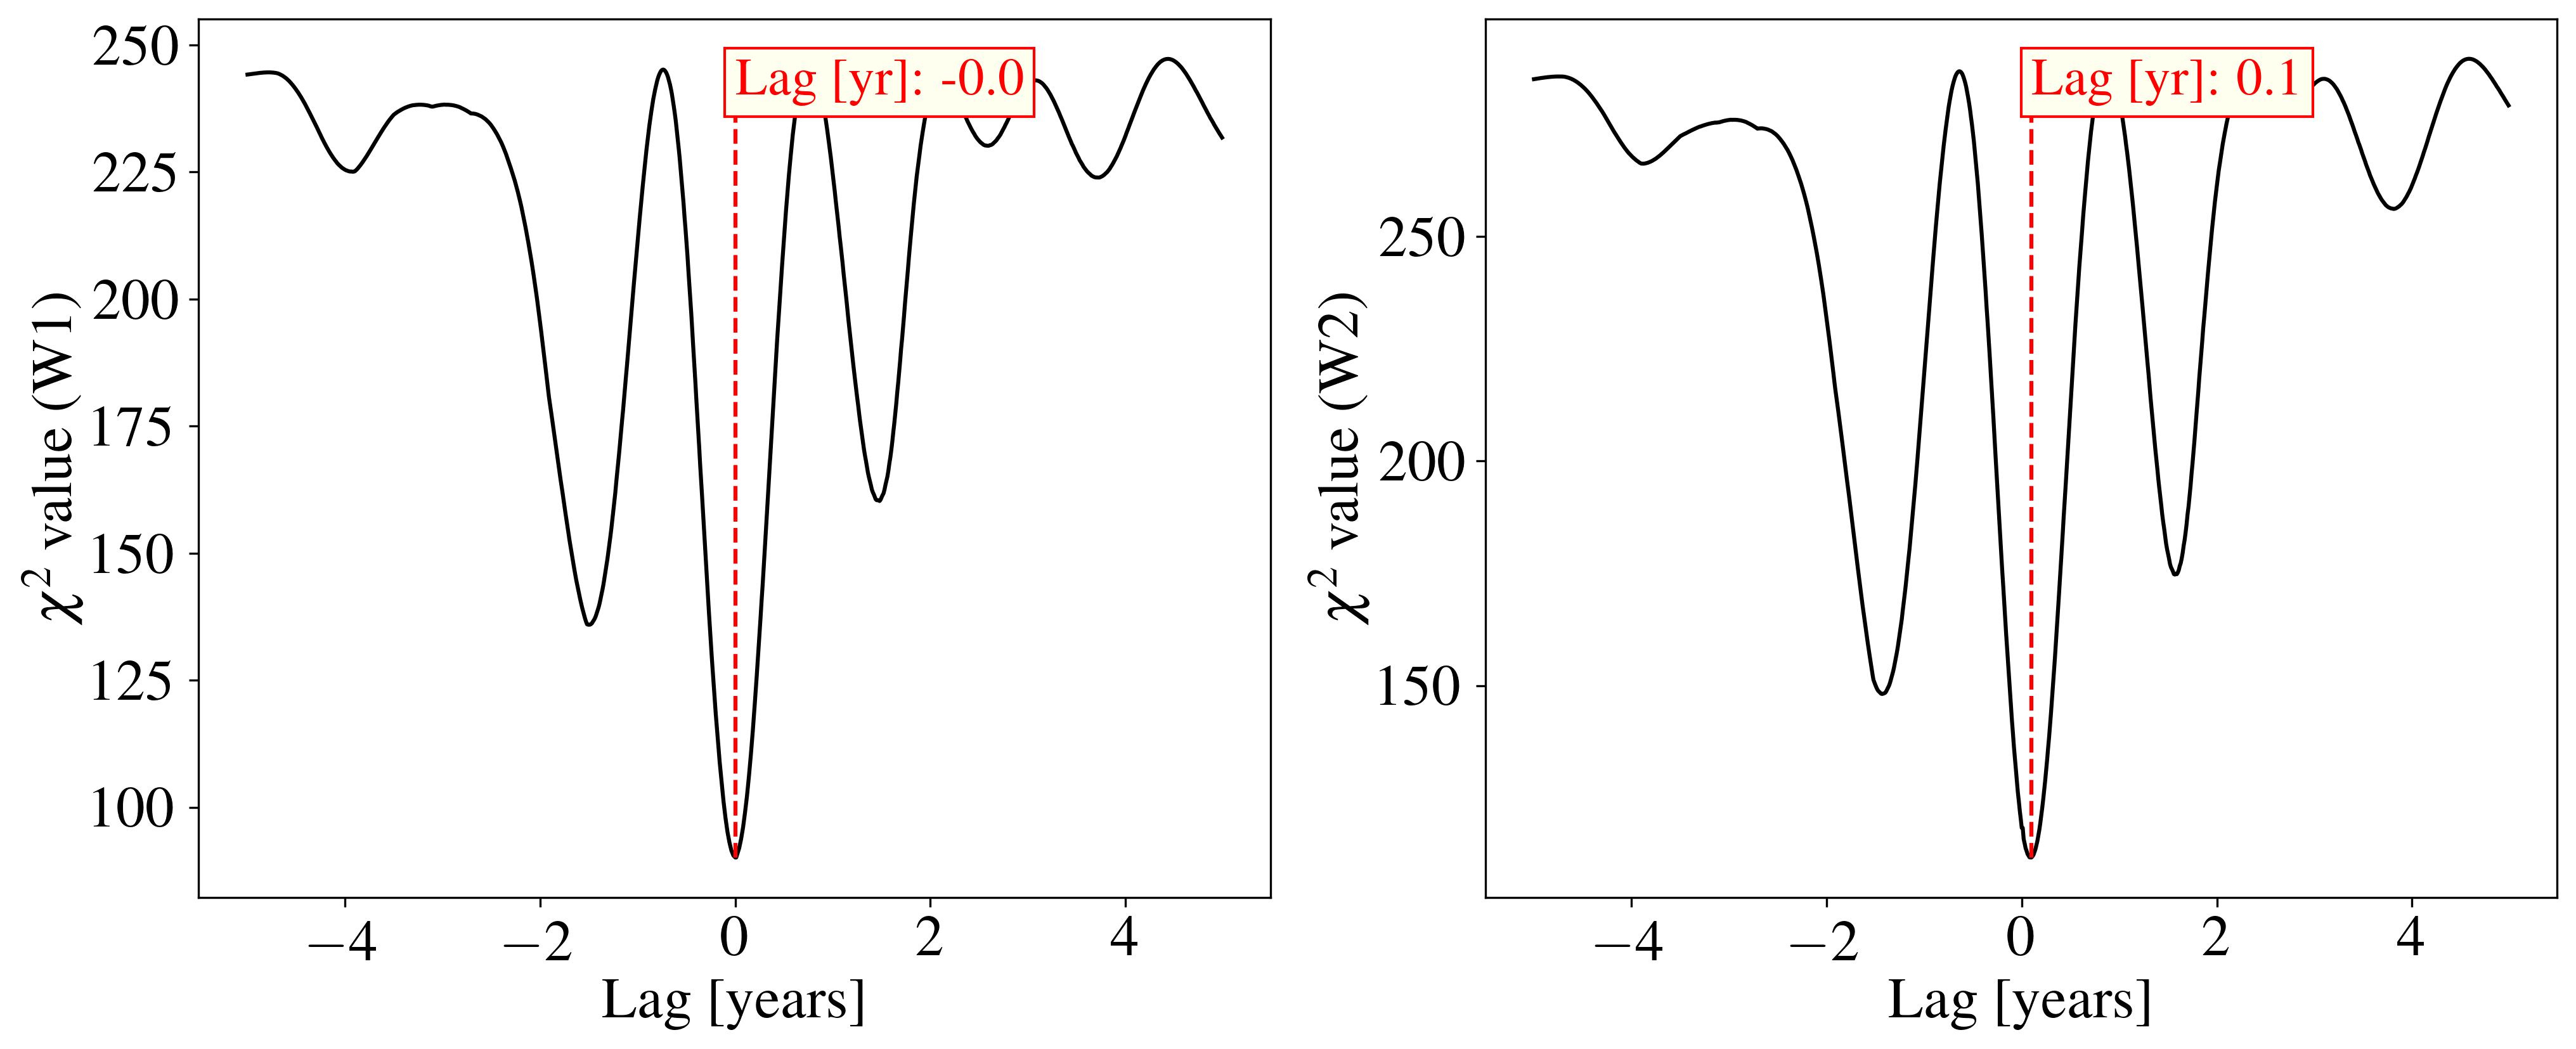 χ² value (W1)
250
225
200
175
150
125
100
Lag [yr]: -0.0
−4 −2 0 2 4
Lag [years]
χ² value (W2)
250
200
150
Lag [yr]: 0.1
−4 −2 0 2 4
Lag [years]